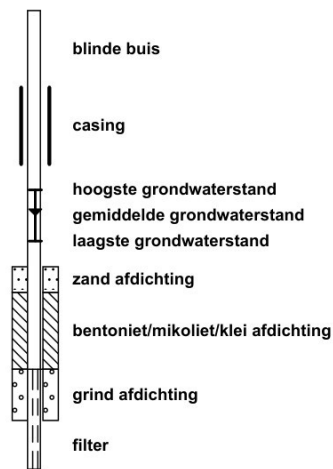 blinde buis
casing
hoogste grondwaterstand
gemiddelde grondwaterstand
laagste grondwaterstand
zand afdichting
bentoniet/mikoliet/klei afdichting
grind afdichting
filter